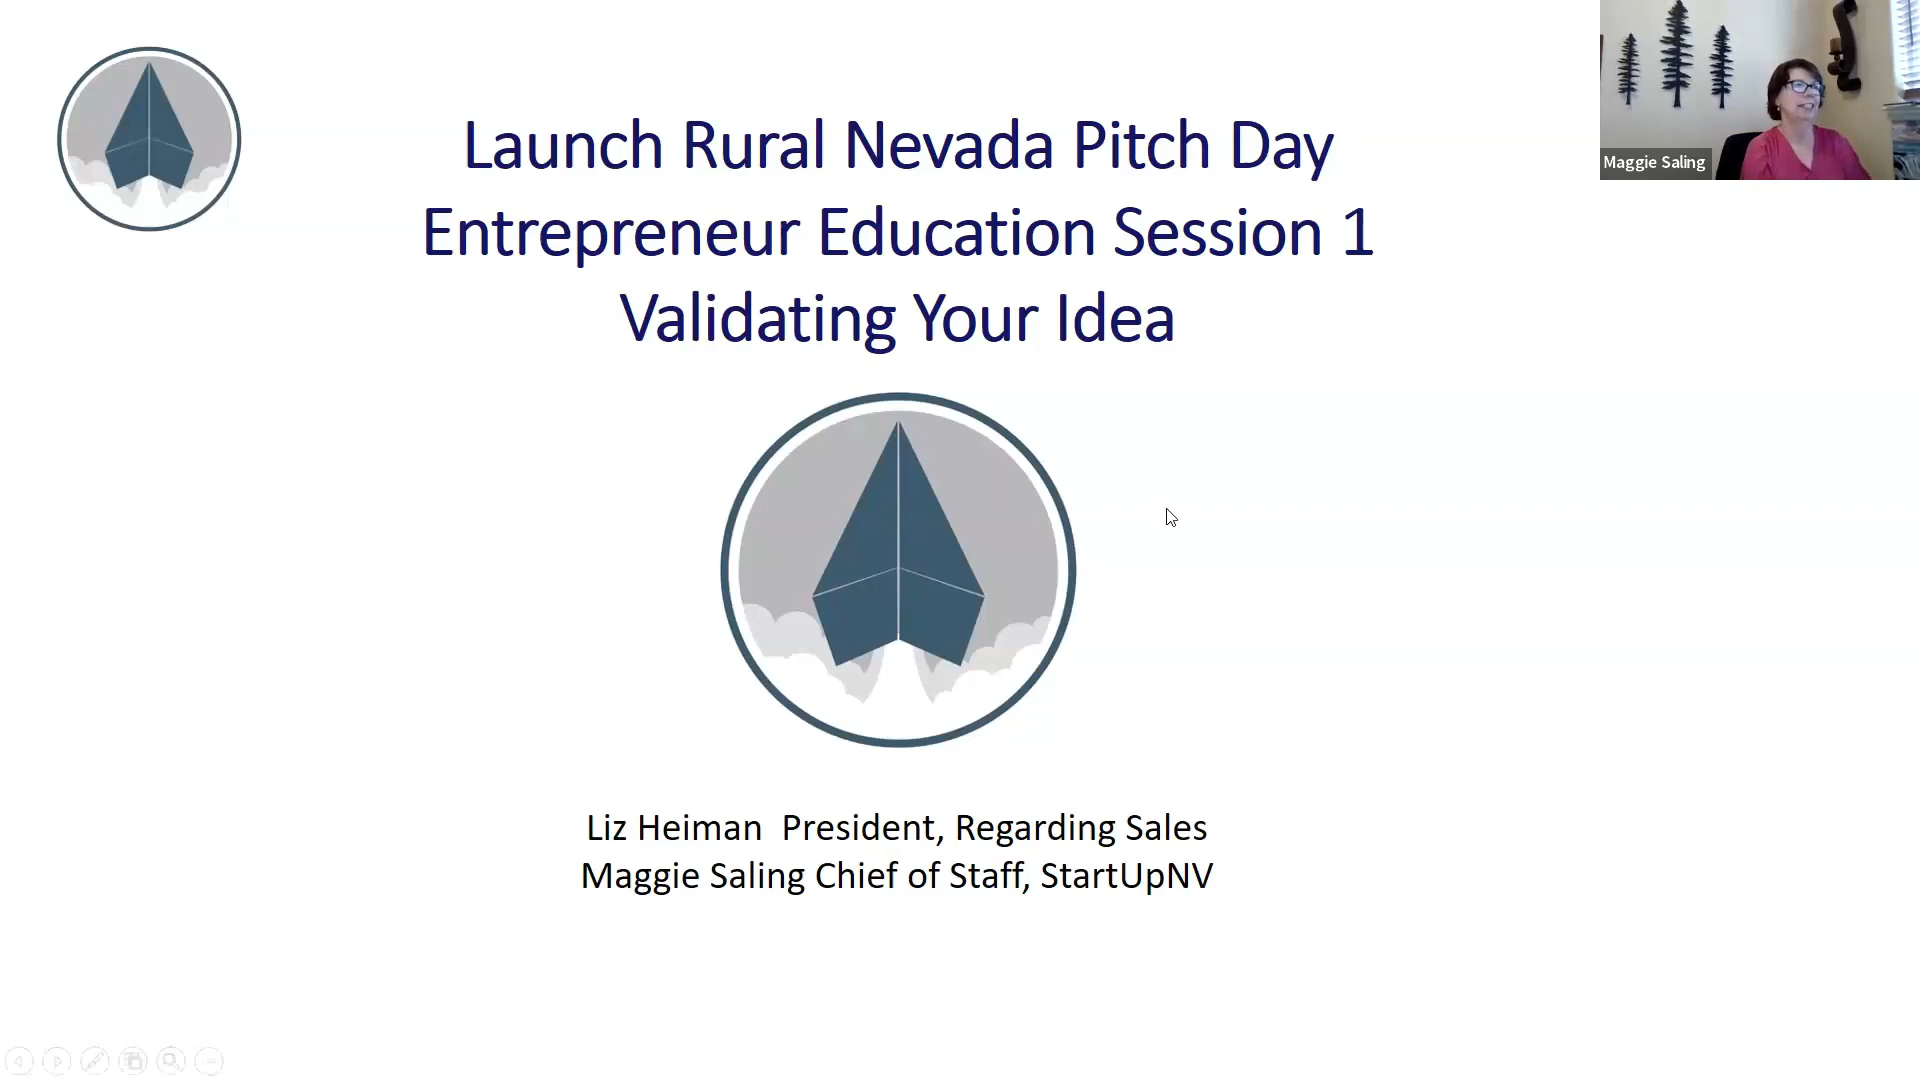 Launch Rural Nevada Pitch Day
Entrepreneur Education Session 1
Validating Your Idea
Maggie Saling
Liz Heiman  President, Regarding Sales
Maggie Saling Chief of Staff, StartUpNV